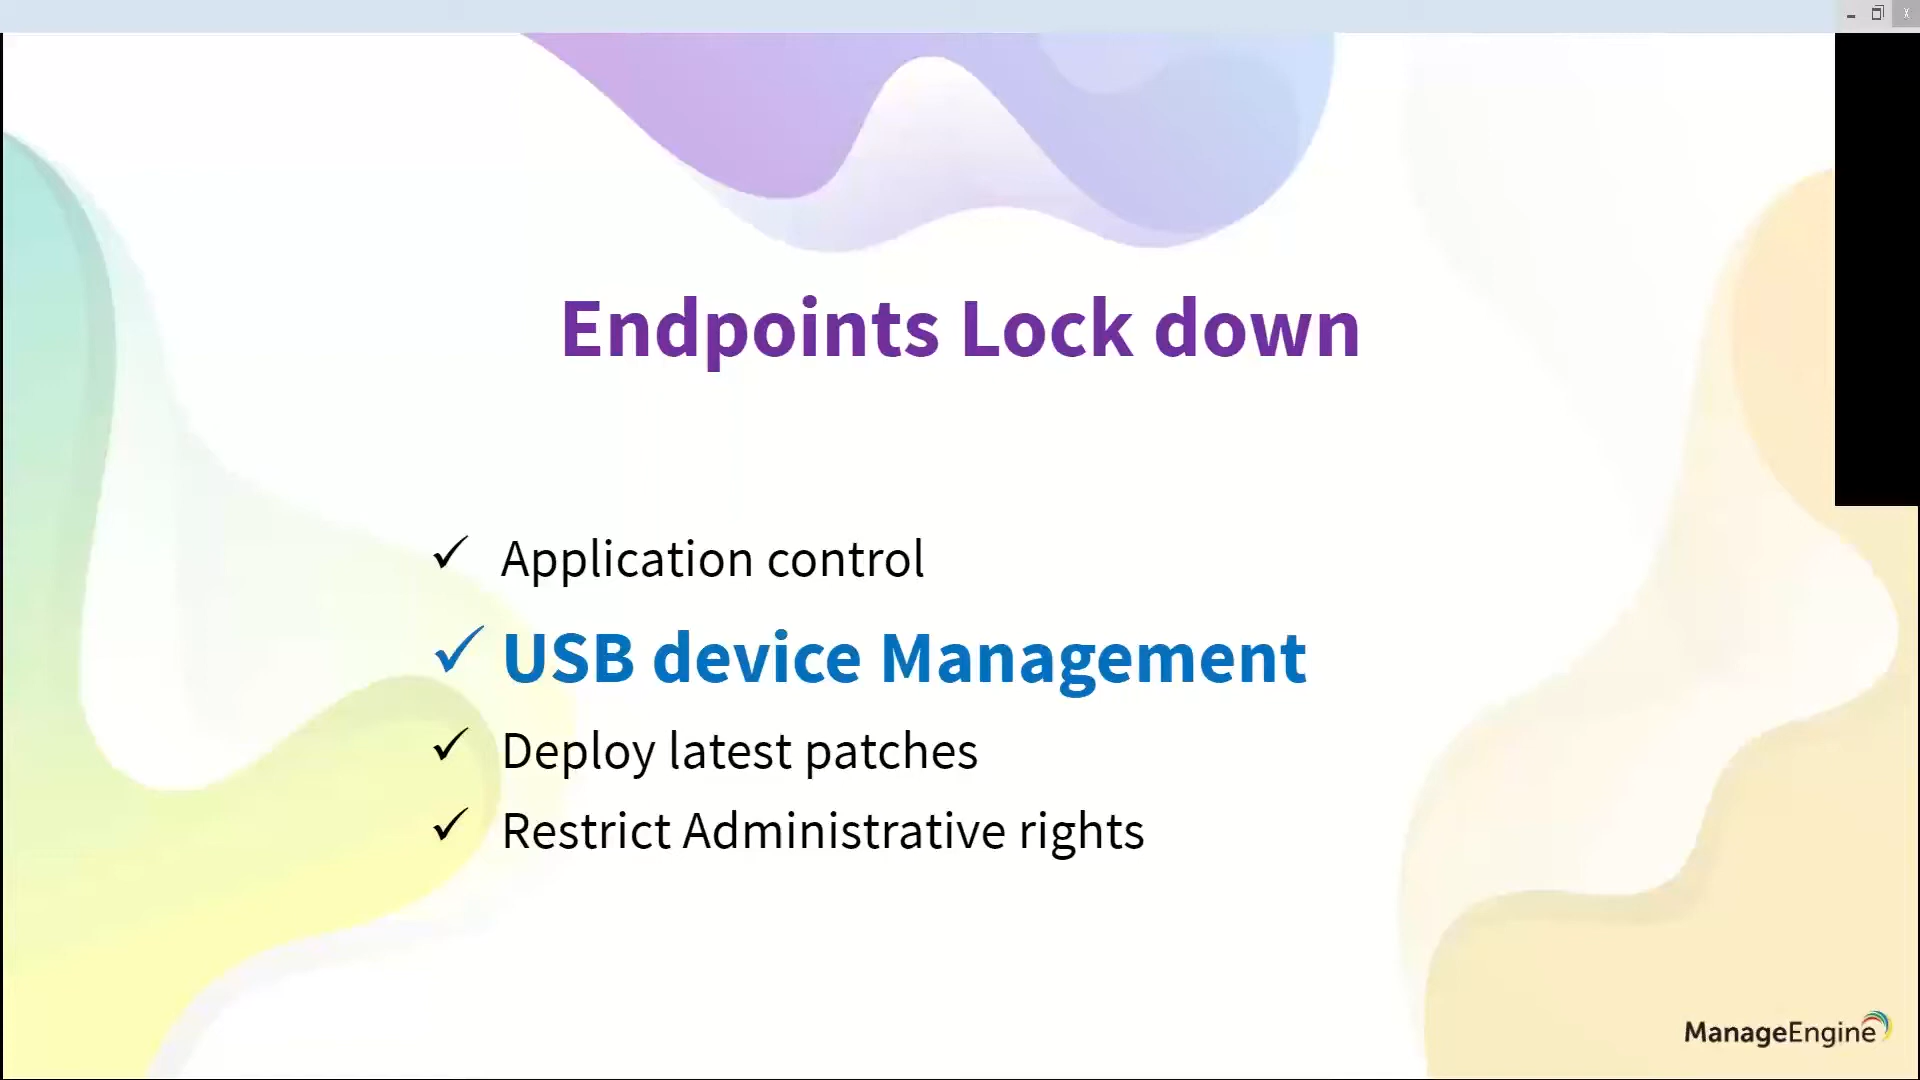 Endpoints Lock down
✓ Application control
✓ USB device Management
✓ Deploy latest patches
✓ Restrict Administrative rights
ManageEngine